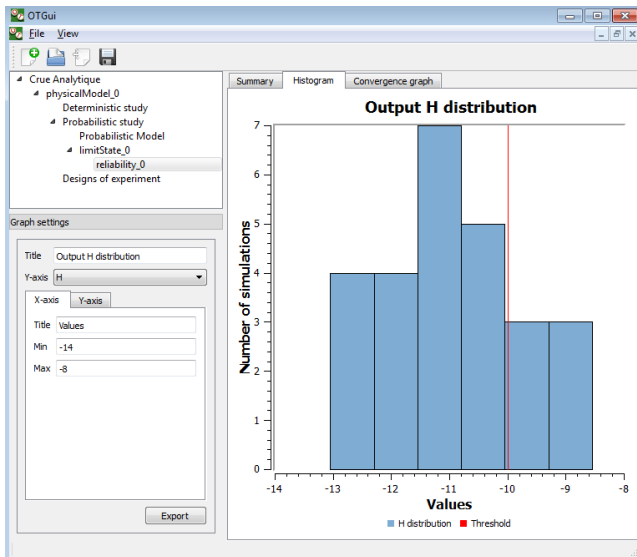 OTGui
File View
Crue Analytique
physicalModel_0
Deterministic study
Probabilistic study
Probabilistic Model
limitState_0
reliability_0
Designs of experiment
Graph settings
Title Output H distribution
Y-axis H
X-axis Y-axis
Title Values
Min -14
Max -8
Export
Summary Histogram Convergence graph
Output H distribution
Number of simulations
7
6
5
4
3
2
1
0
-14 -13 -12 -11 -10 -9 -8
Values
H distribution Threshold